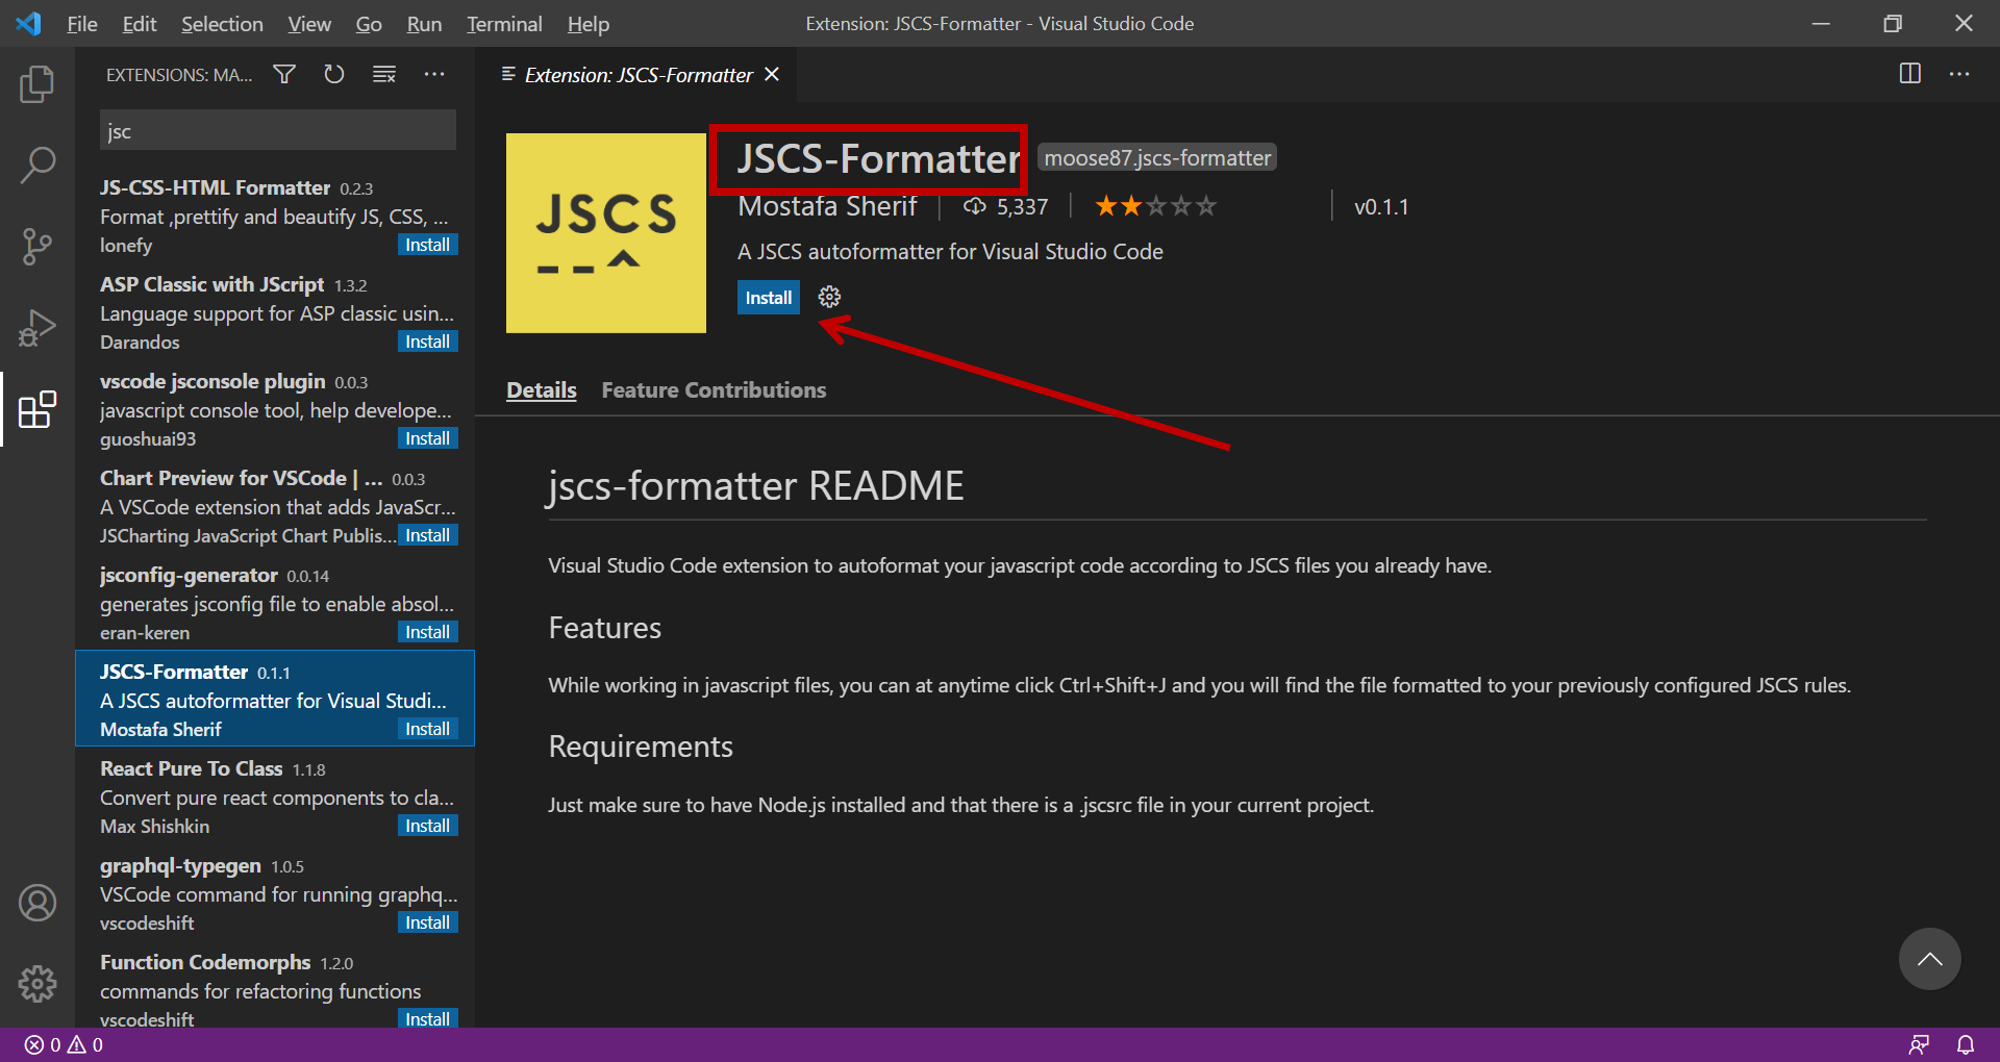 File Edit Selection View Go Run Terminal Help
Extension: JSCS-Formatter - Visual Studio Code
EXTENSIONS: MA...
jsc
JS-CSS-HTML Formatter 0.2.3
Format ,prettify and beautify JS, CSS, ...
lonefy Install
ASP Classic with JScript 1.3.2
Language support for ASP classic usin...
Darandos Install
vscode jsconsole plugin 0.0.3
javascript console tool, help develope...
guoshuai93 Install
Chart Preview for VSCode | ... 0.0.3
A VSCode extension that adds JavaScr...
JSCharting JavaScript Chart Publis... Install
jsconfig-generator 0.0.14
generates jsconfig file to enable absol...
eran-keren Install
JSCS-Formatter 0.1.1
A JSCS autoformatter for Visual Studi...
Mostafa Sherif Install
React Pure To Class 1.1.8
Convert pure react components to cla...
Max Shishkin Install
graphql-typegen 1.0.5
VSCode command for running graphq...
vscodeshift Install
Function Codemorphs 1.2.0
commands for refactoring functions
vscodeshift Install
Extension: JSCS-Formatter
JSCS
JSCS-Formatter moose87.jscs-formatter
Mostafa Sherif | 5,337 | v0.1.1
A JSCS autoformatter for Visual Studio Code
Install
Details Feature Contributions
jscs-formatter README
Visual Studio Code extension to autoformat your javascript code according to JSCS files you already have.
Features
While working in javascript files, you can at anytime click Ctrl+Shift+J and you will find the file formatted to your previously configured JSCS rules.
Requirements
Just make sure to have Node.js installed and that there is a .jscsrc file in your current project.
0 0